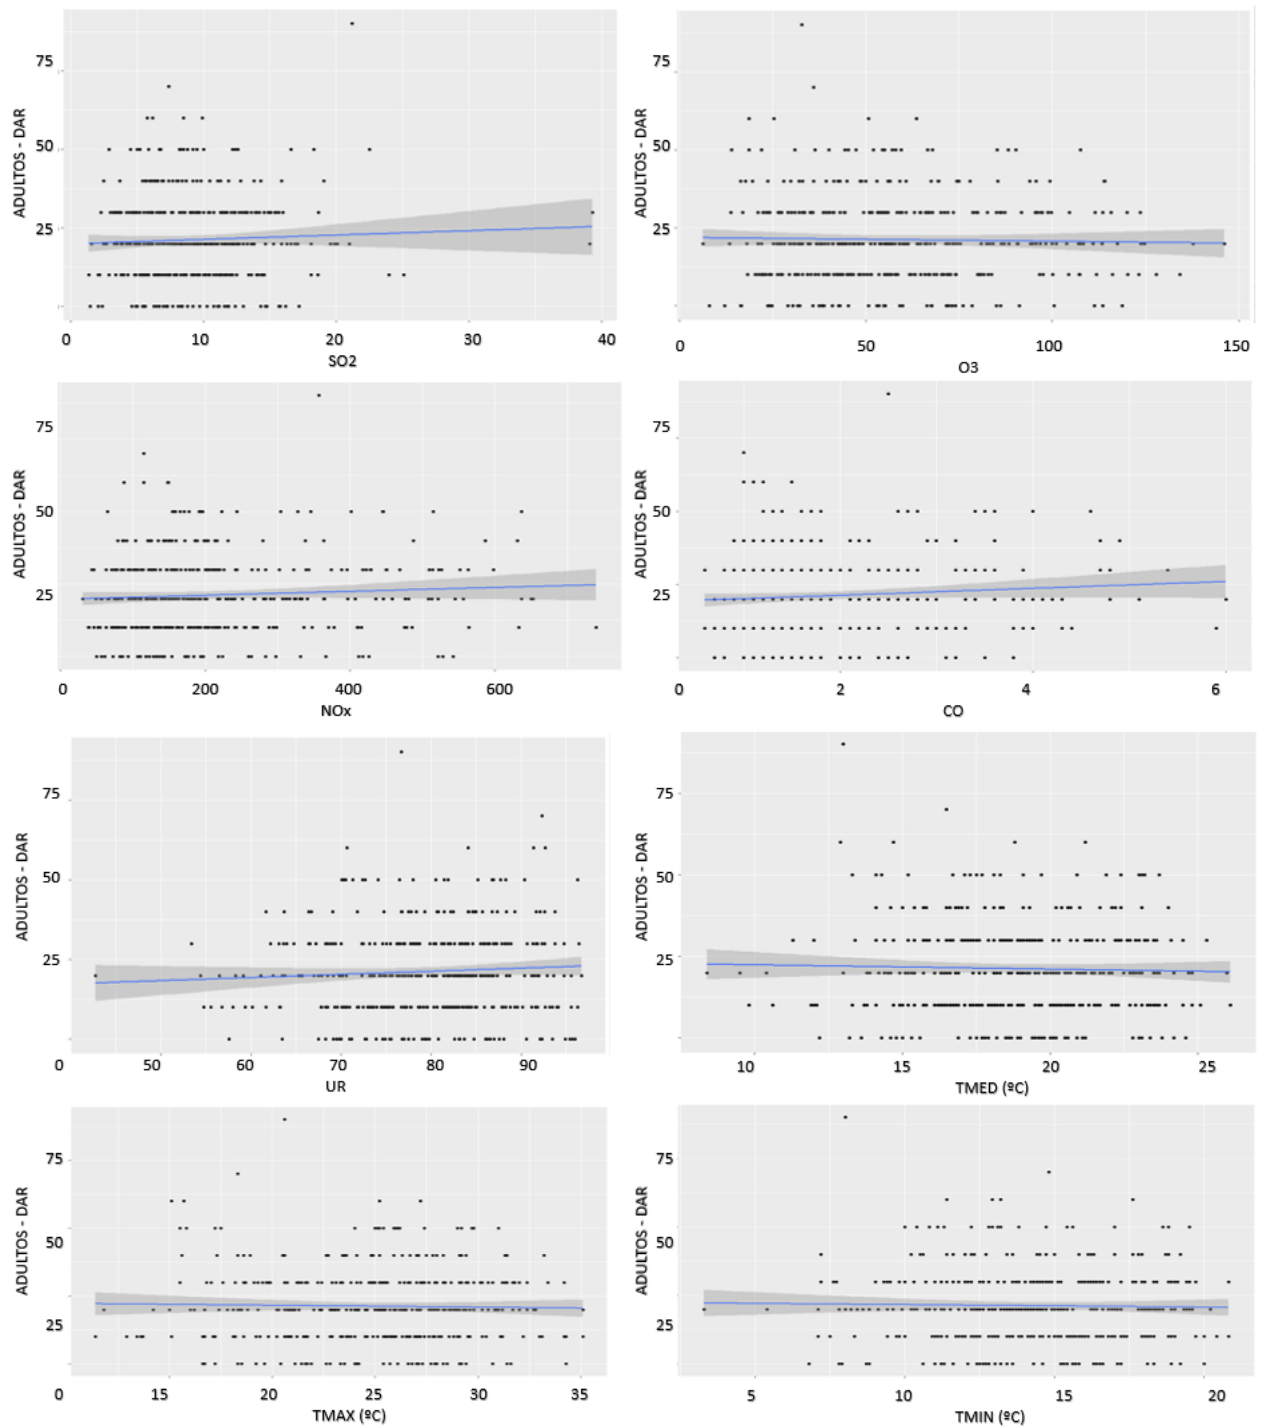 75
50
25
ADULTOS - DAR
0 10 20 30 40
SO2
75
50
25
ADULTOS - DAR
0 50 100 150
O3
75
50
25
ADULTOS - DAR
0 200 400 600
NOx
75
50
25
ADULTOS - DAR
0 2 4 6
CO
75
50
25
ADULTOS - DAR
0 50 60 70 80 90
UR
75
50
25
ADULTOS - DAR
10 15 20 25
TMED (ºC)
75
50
25
ADULTOS - DAR
0 15 20 25 30 35
TMAX (ºC)
75
50
25
ADULTOS - DAR
5 10 15 20
TMIN (ºC)